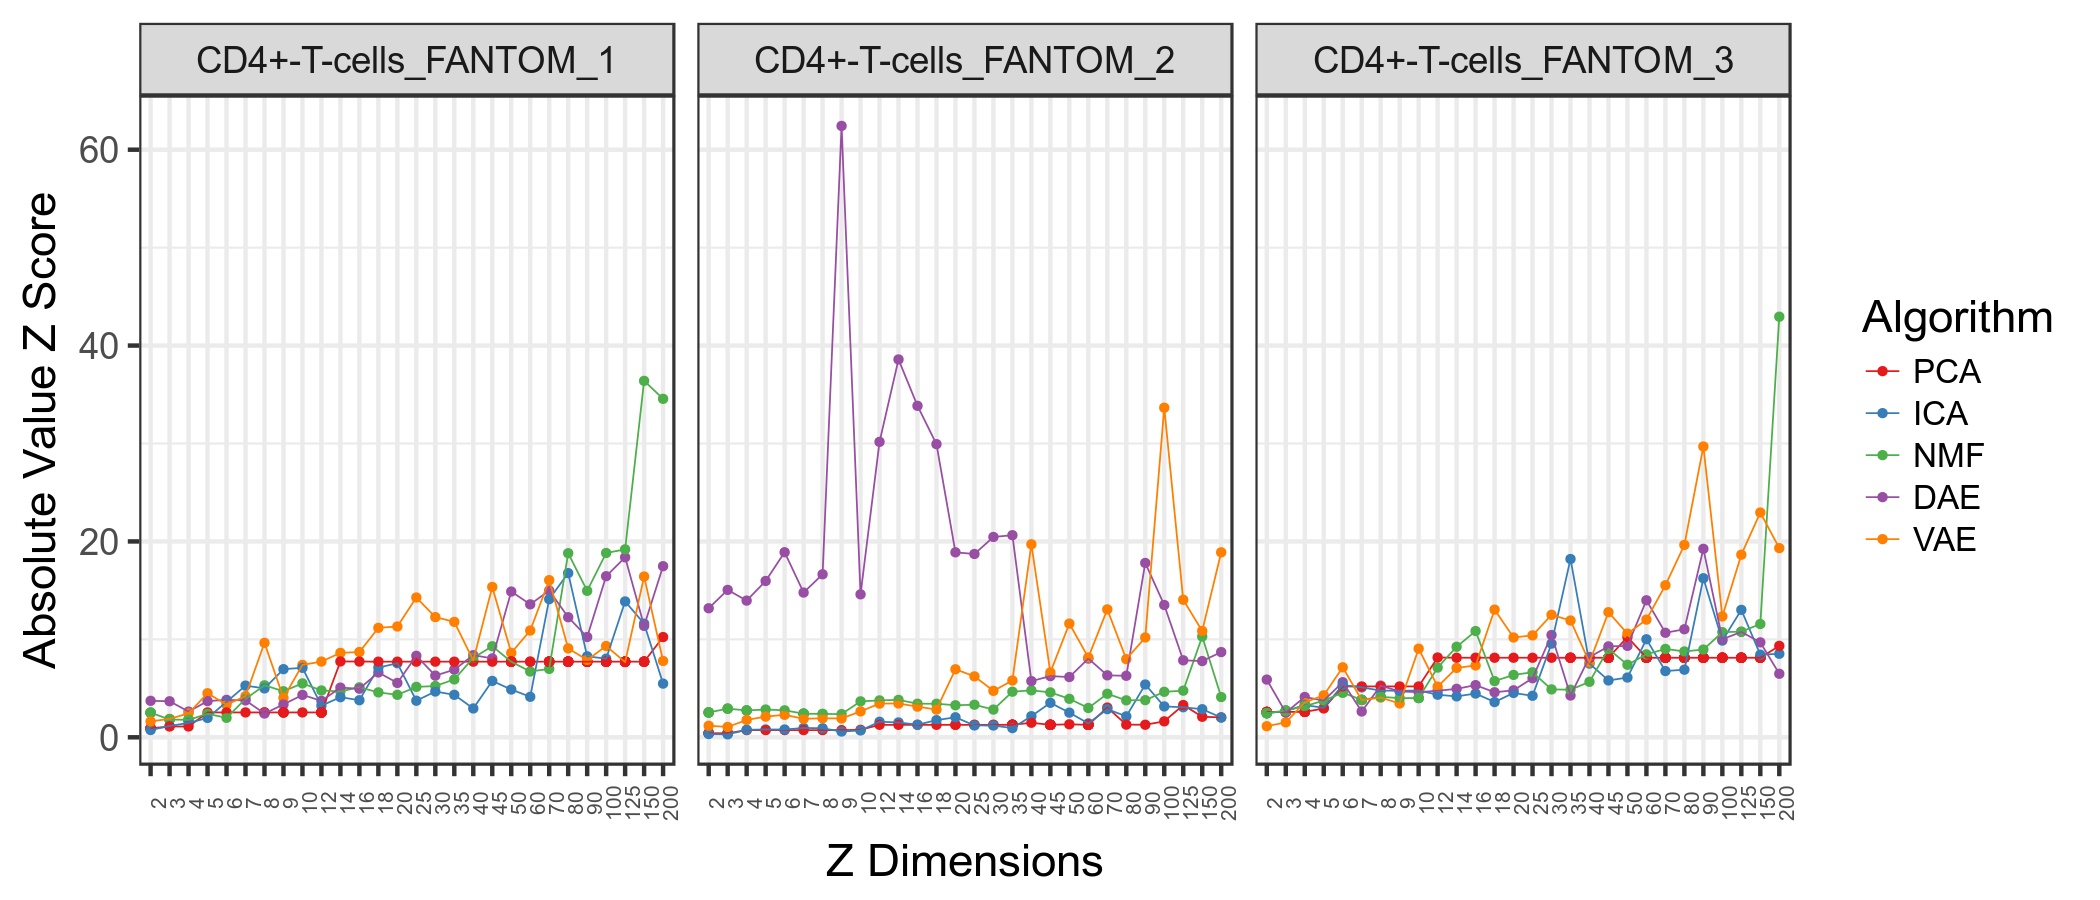 CD4+-T-cells_FANTOM_1 CD4+-T-cells_FANTOM_2 CD4+-T-cells_FANTOM_3
Absolute Value Z Score
60
40
20
0
2 3 4 5 6 7 8 9 10 12 14 16 18 20 25 30 35 40 45 50 60 70 80 90 100 125 150 200
2 3 4 5 6 7 8 9 10 12 14 16 18 20 25 30 35 40 45 50 60 70 80 90 100 125 150 200
2 3 4 5 6 7 8 9 10 12 14 16 18 20 25 30 35 40 45 50 60 70 80 90 100 125 150 200
Z Dimensions
Algorithm
PCA
ICA
NMF
DAE
VAE